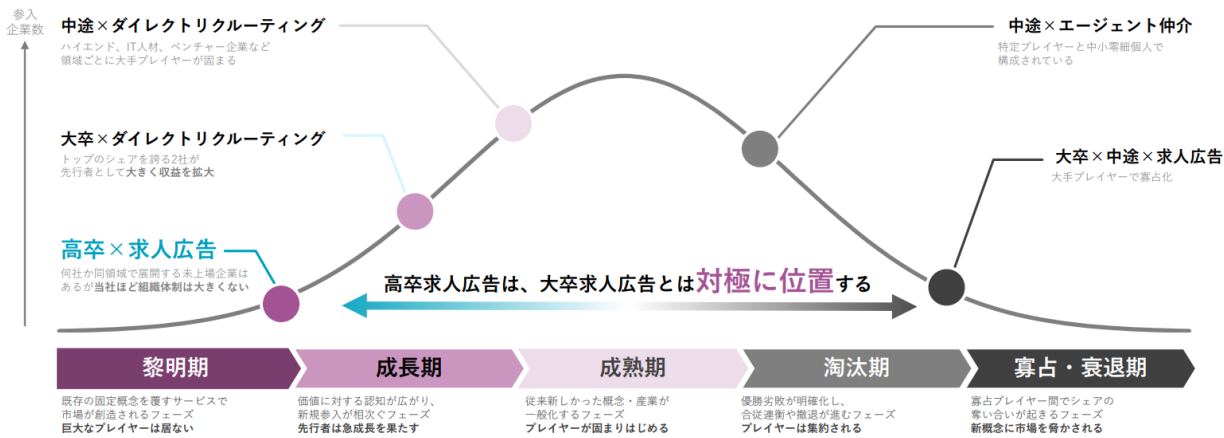 参入
企業数
中途×ダイレクトリクルーティング
ハイエンド、IT人材、ベンチャー企業など
領域ごとに大手プレイヤーが固まる
中途×エージェント仲介
特定プレイヤーと中小零細個人で
構成されている
大卒×ダイレクトリクルーティング
トップのシェアを誇る2社が
先行者として大きく収益を拡大
大卒×中途×求人広告
大手プレイヤーで寡占化
高卒×求人広告
何社か同領域で展開する未上場企業は
あるが当社ほど組織体制は大きくない
高卒求人広告は、大卒求人広告とは対極に位置する
黎明期
既存の固定概念を覆すサービスで
市場が創造されるフェーズ
巨大なプレイヤーは居ない
成長期
価値に対する認知が広がり、
新規参入が相次ぐフェーズ
先行者は急成長を果たす
成熟期
従来新しかった概念・産業が
一般化するフェーズ
プレイヤーが固まりはじめる
淘汰期
優勝劣敗が明確化し、
合従連衡や撤退が進むフェーズ
プレイヤーは集約される
寡占・衰退期
寡占プレイヤー間でシェアの
奪い合いが起きるフェーズ
新概念に市場を脅かされる